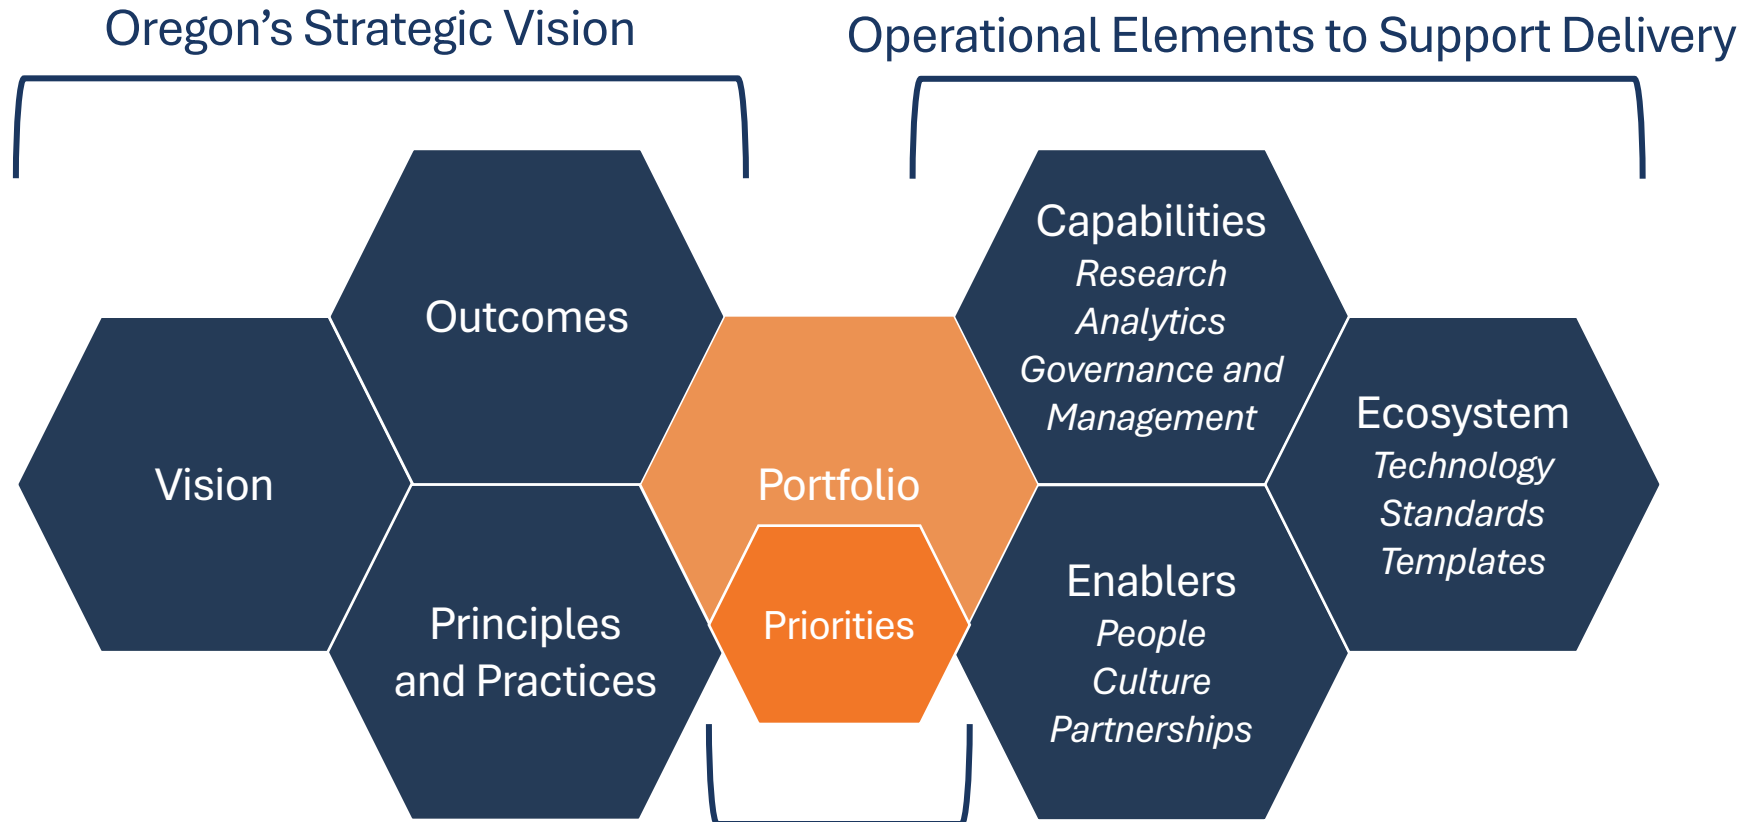 Oregon’s Strategic Vision
Operational Elements to Support Delivery
Vision
Outcomes
Principles
and Practices
Portfolio
Priorities
Capabilities
Research
Analytics
Governance and
Management
Enablers
People
Culture
Partnerships
Ecosystem
Technology
Standards
Templates